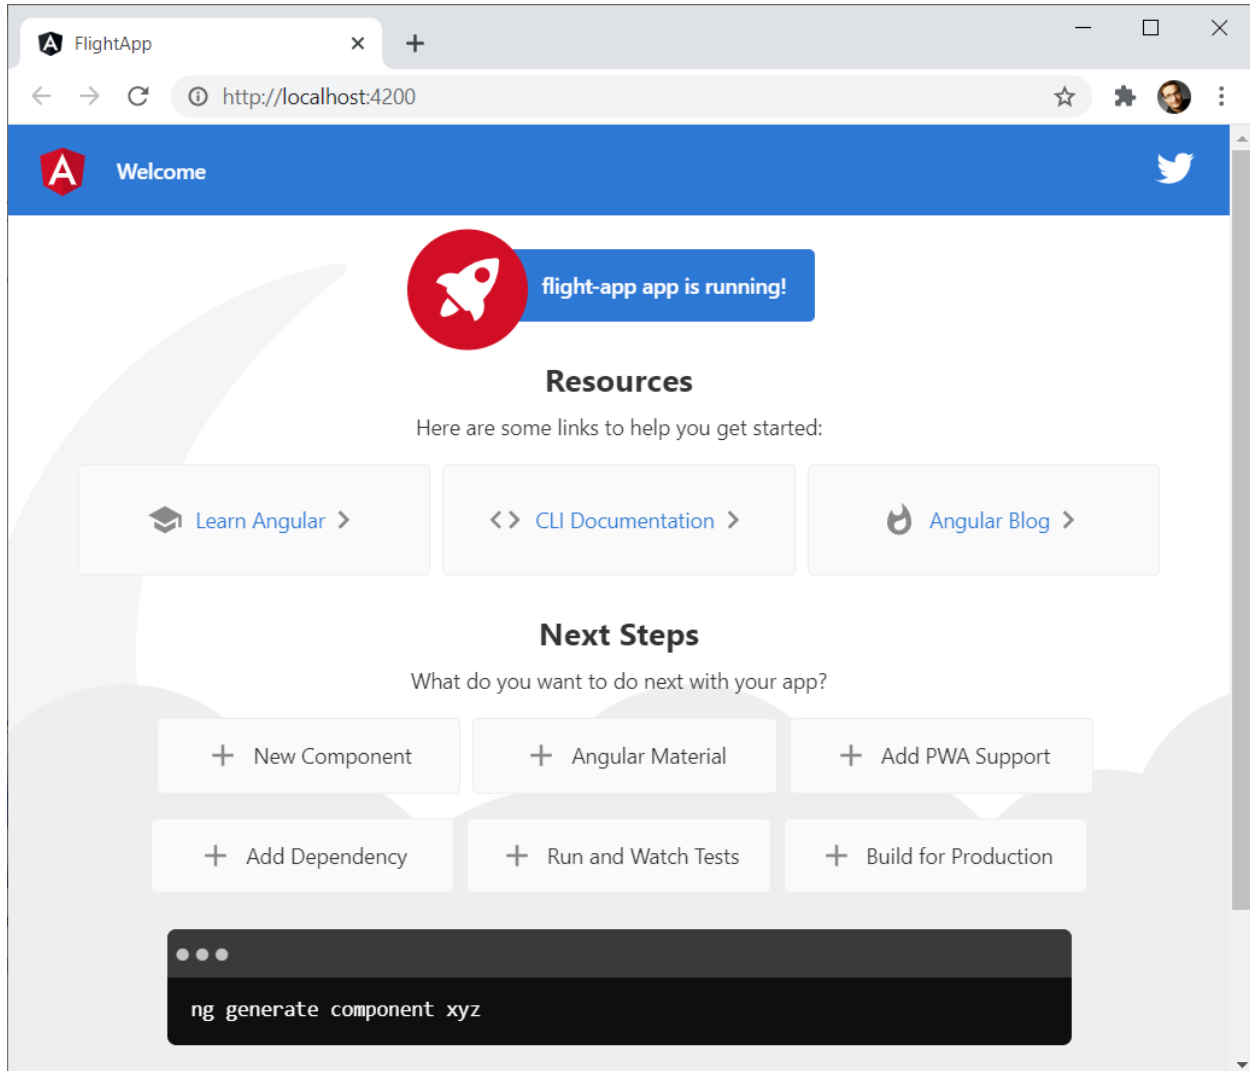 FlightApp
http://localhost:4200
Welcome
flight-app app is running!
Resources
Here are some links to help you get started:
Learn Angular
CLI Documentation
Angular Blog
Next Steps
What do you want to do next with your app?
New Component
Angular Material
Add PWA Support
Add Dependency
Run and Watch Tests
Build for Production
ng generate component xyz